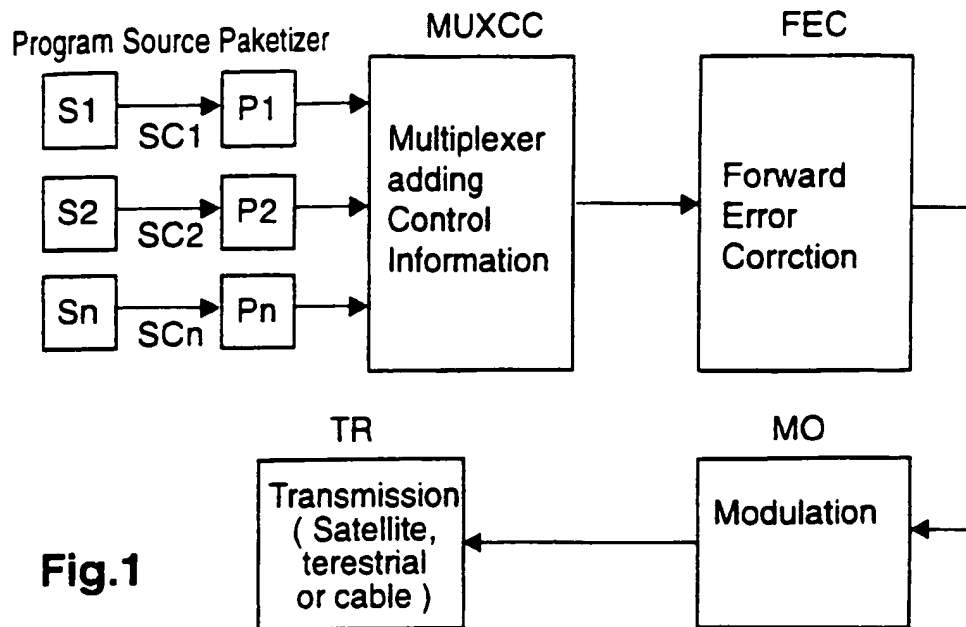 MUXCC
FEC
Program Source Paketizer
S1
SC1
P1
S2
SC2
P2
Sn
SCn
Pn
Multiplexer
adding
Control
Information
Forward
Error
Corrction
TR
MO
Transmission
( Satellite,
terestrial
or cable )
Modulation
Fig.1